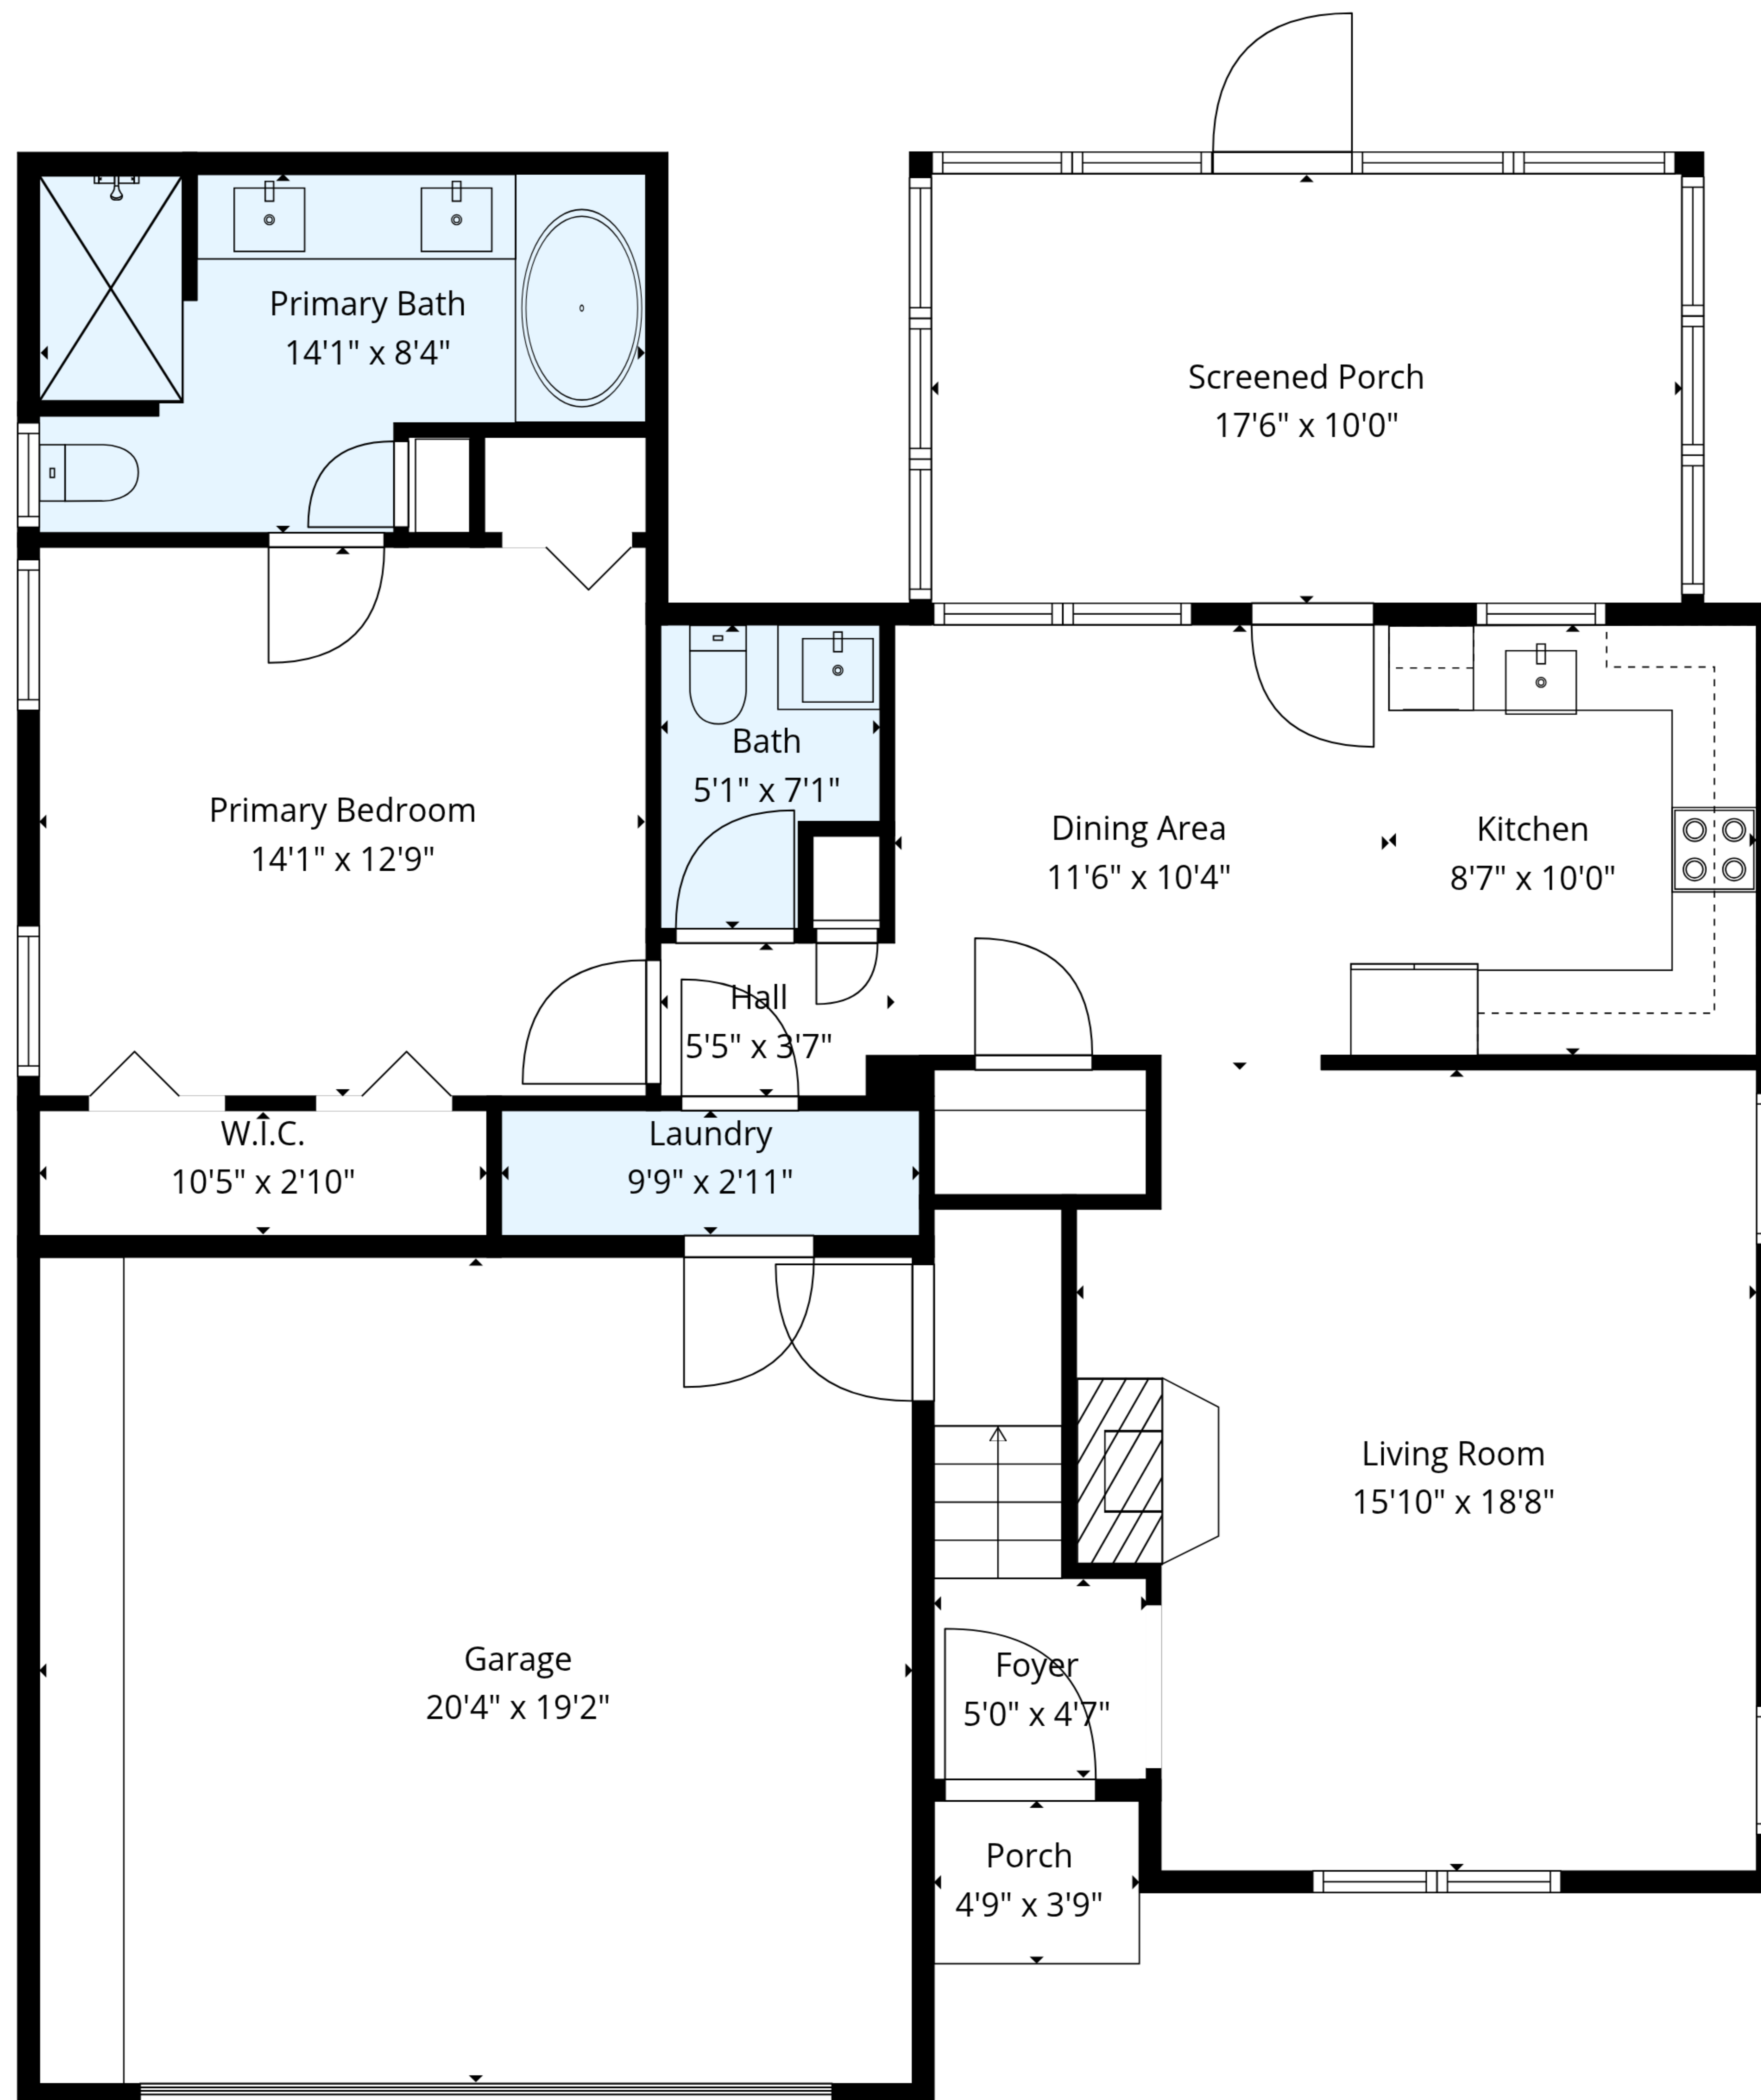 Primary Bath
14'1" x 8'4"
Screened Porch
17'6" x 10'0"
Bath
5'1" x 7'1"
Primary Bedroom
14'1" x 12'9"
Dining Area
11'6" x 10'4"
Kitchen
8'7" x 10'0"
Hall
5'5" x 3'7"
W.I.C.
10'5" x 2'10"
Laundry
9'9" x 2'11"
Living Room
15'10" x 18'8"
Garage
20'4" x 19'2"
Foyer
5'0" x 4'7"
Porch
4'9" x 3'9"